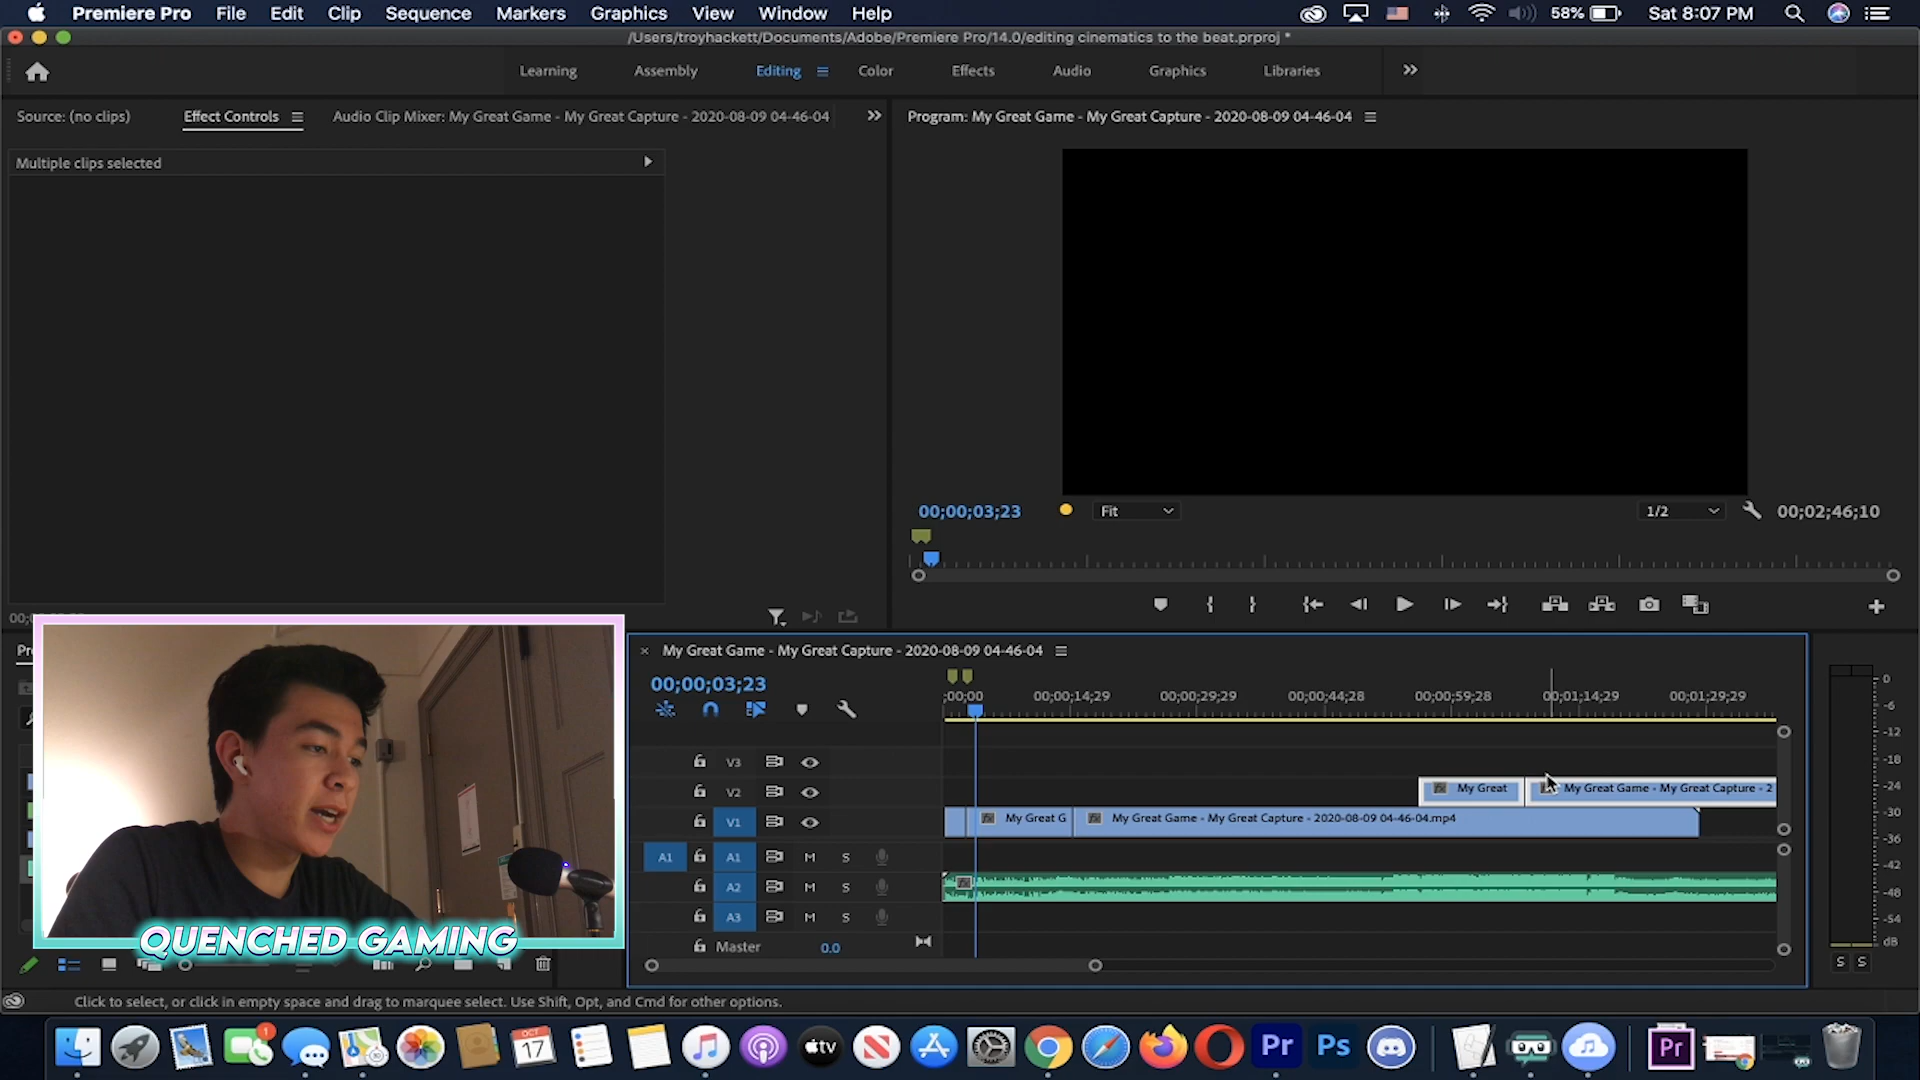 Premiere Pro File Edit Clip Sequence Markers Graphics View Window Help 58% Sat 8:07 PM
/Users/troyhackett/Documents/Adobe/Premiere Pro/14.0/editing cinematics to the beat.prproj *
Learning Assembly Editing Color Effects Audio Graphics Libraries
Source: (no clips) Effect Controls Audio Clip Mixer: My Great Game - My Great Capture - 2020-08-09 04-46-04
Program: My Great Game - My Great Capture - 2020-08-09 04-46-04
Multiple clips selected
00;00;03;23 Fit 1/2 00;02;46;10
My Great Game - My Great Capture - 2020-08-09 04-46-04
00;00;03;23
;00;00 00;00;14;29 00;00;29;29 00;00;44;28 00;00;59;28 00;01;14;29 00;01;29;29
V3
V2 My Great My Great Game - My Great Capture - 2
V1 My Great G My Great Game - My Great Capture - 2020-08-09 04-46-04.mp4
A1 A1 M S
A2 M S
A3 M S
Master 0.0
0
-6
-12
-18
-24
-30
-36
-42
-48
-54
dB
S S
QUENCHED GAMING
Click to select, or click in empty space and drag to marquee select. Use Shift, Opt, and Cmd for other options.
1
OCT
17
tv
Pr
Ps
Pr